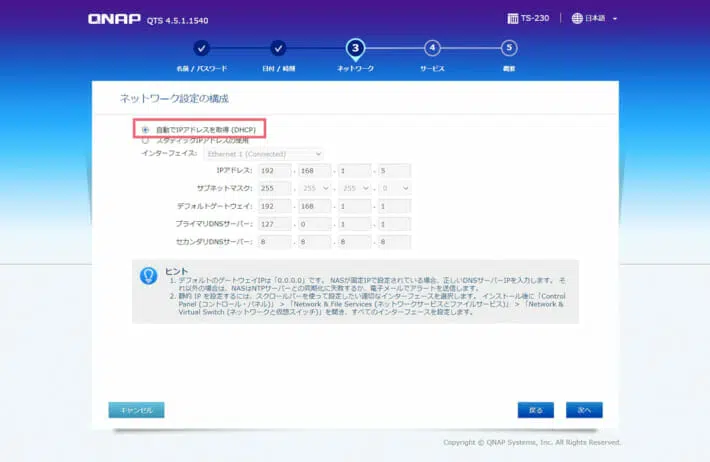 QNAP QTS 4.5.1.1540
TS-230 日本語
3 4 5
名前 / パスワード 日付 / 時刻 ネットワーク サービス 概要
ネットワーク設定の構成
自動でIPアドレスを取得 (DHCP)
スタティックIPアドレスの使用
インターフェイス: Ethernet 1 (Connected)
IPアドレス: 192 . 168 . 1 . 5
サブネットマスク: 255 . 255 . 255 . 0
デフォルトゲートウェイ: 192 . 168 . 1 . 1
プライマリDNSサーバー: 127 . 0 . 1 . 1
セカンダリDNSサーバー: 8 . 8 . 8 . 8
ヒント
1. デフォルトのゲートウェイIPは「0.0.0.0」です。 NASが固定IPで設定されている場合、正しいDNSサーバーIPを入力します。 そ
れ以外の場合は、NASはNTPサーバーとの同期化に失敗するか、電子メールでアラートを送信します。
2. 静的 IP を設定するには、スクロールバーを使って設定したい適切なインターフェースを選択します。 インストール後に「Control
Panel (コントロール・パネル)」 > 「Network & File Services (ネットワークサービスとファイルサービス)」 > 「Network &
Virtual Switch (ネットワークと仮想スイッチ)」を開き、すべてのインターフェースを設定します。
キャンセル 戻る 次へ
Copyright © QNAP Systems, Inc. All Rights Reserved.